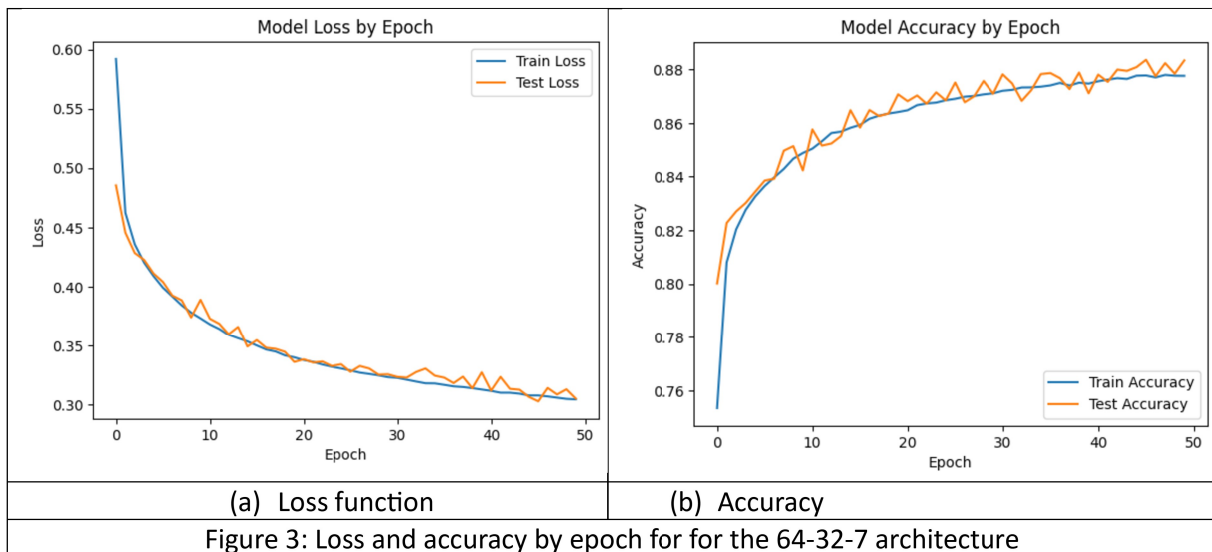 Model Loss by Epoch
0.60
0.55
0.50
0.45
0.40
0.35
0.30
Loss
Train Loss
Test Loss
0 10 20 30 40 50
Epoch
Model Accuracy by Epoch
0.88
0.86
0.84
0.82
0.80
0.78
0.76
Accuracy
Train Accuracy
Test Accuracy
0 10 20 30 40 50
Epoch
(a) Loss function
(b) Accuracy
Figure 3: Loss and accuracy by epoch for for the 64-32-7 architecture